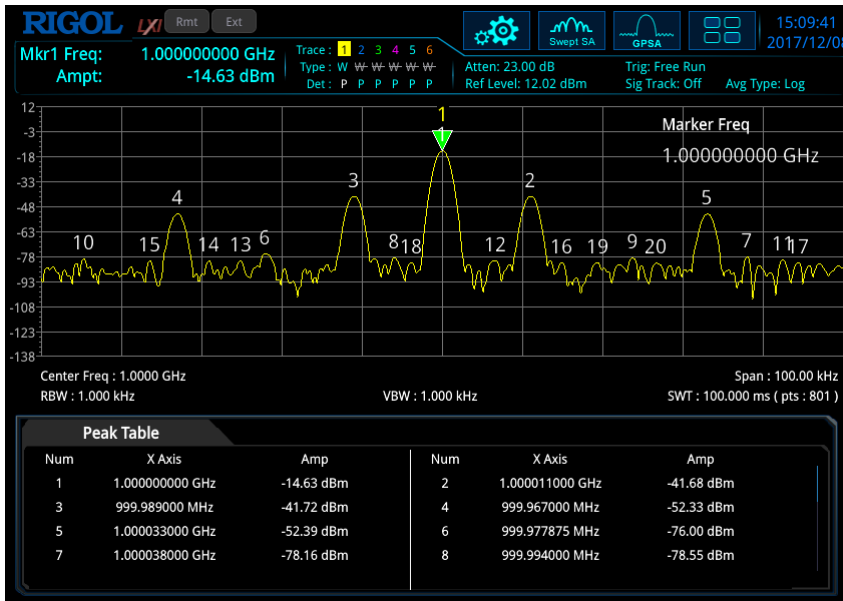 RIGOL LXI Rmt Ext
Swept SA
GPSA
15:09:41
2017/12/08
Mkr1 Freq: 1.000000000 GHz
Ampt: -14.63 dBm
Trace : 1 2 3 4 5 6
Type : W W W W W W
Det : P P P P P P
Atten: 23.00 dB
Ref Level: 12.02 dBm
Trig: Free Run
Sig Track: Off
Avg Type: Log
12
-3
-18
-33
-48
-63
-78
-93
-108
-123
-138
Marker Freq
1.000000000 GHz
1
1
3
2
4
5
10
15
14
13
6
8
18
12
16
19
9
20
7
11
17
Center Freq : 1.0000 GHz
Span : 100.00 kHz
RBW : 1.000 kHz
VBW : 1.000 kHz
SWT : 100.000 ms ( pts : 801 )
Peak Table
Num X Axis Amp Num X Axis Amp
1 1.000000000 GHz -14.63 dBm 2 1.000011000 GHz -41.68 dBm
3 999.989000 MHz -41.72 dBm 4 999.967000 MHz -52.33 dBm
5 1.000033000 GHz -52.39 dBm 6 999.977875 MHz -76.00 dBm
7 1.000038000 GHz -78.16 dBm 8 999.994000 MHz -78.55 dBm